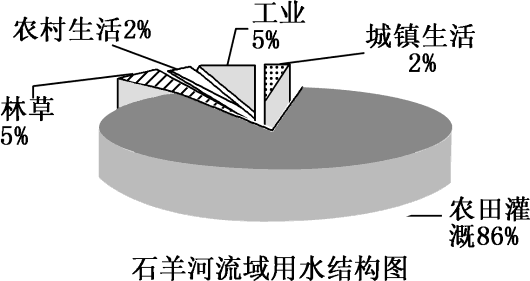 工业
5%
农村生活2%
城镇生活
2%
林草
5%
农田灌
溉86%
石羊河流域用水结构图